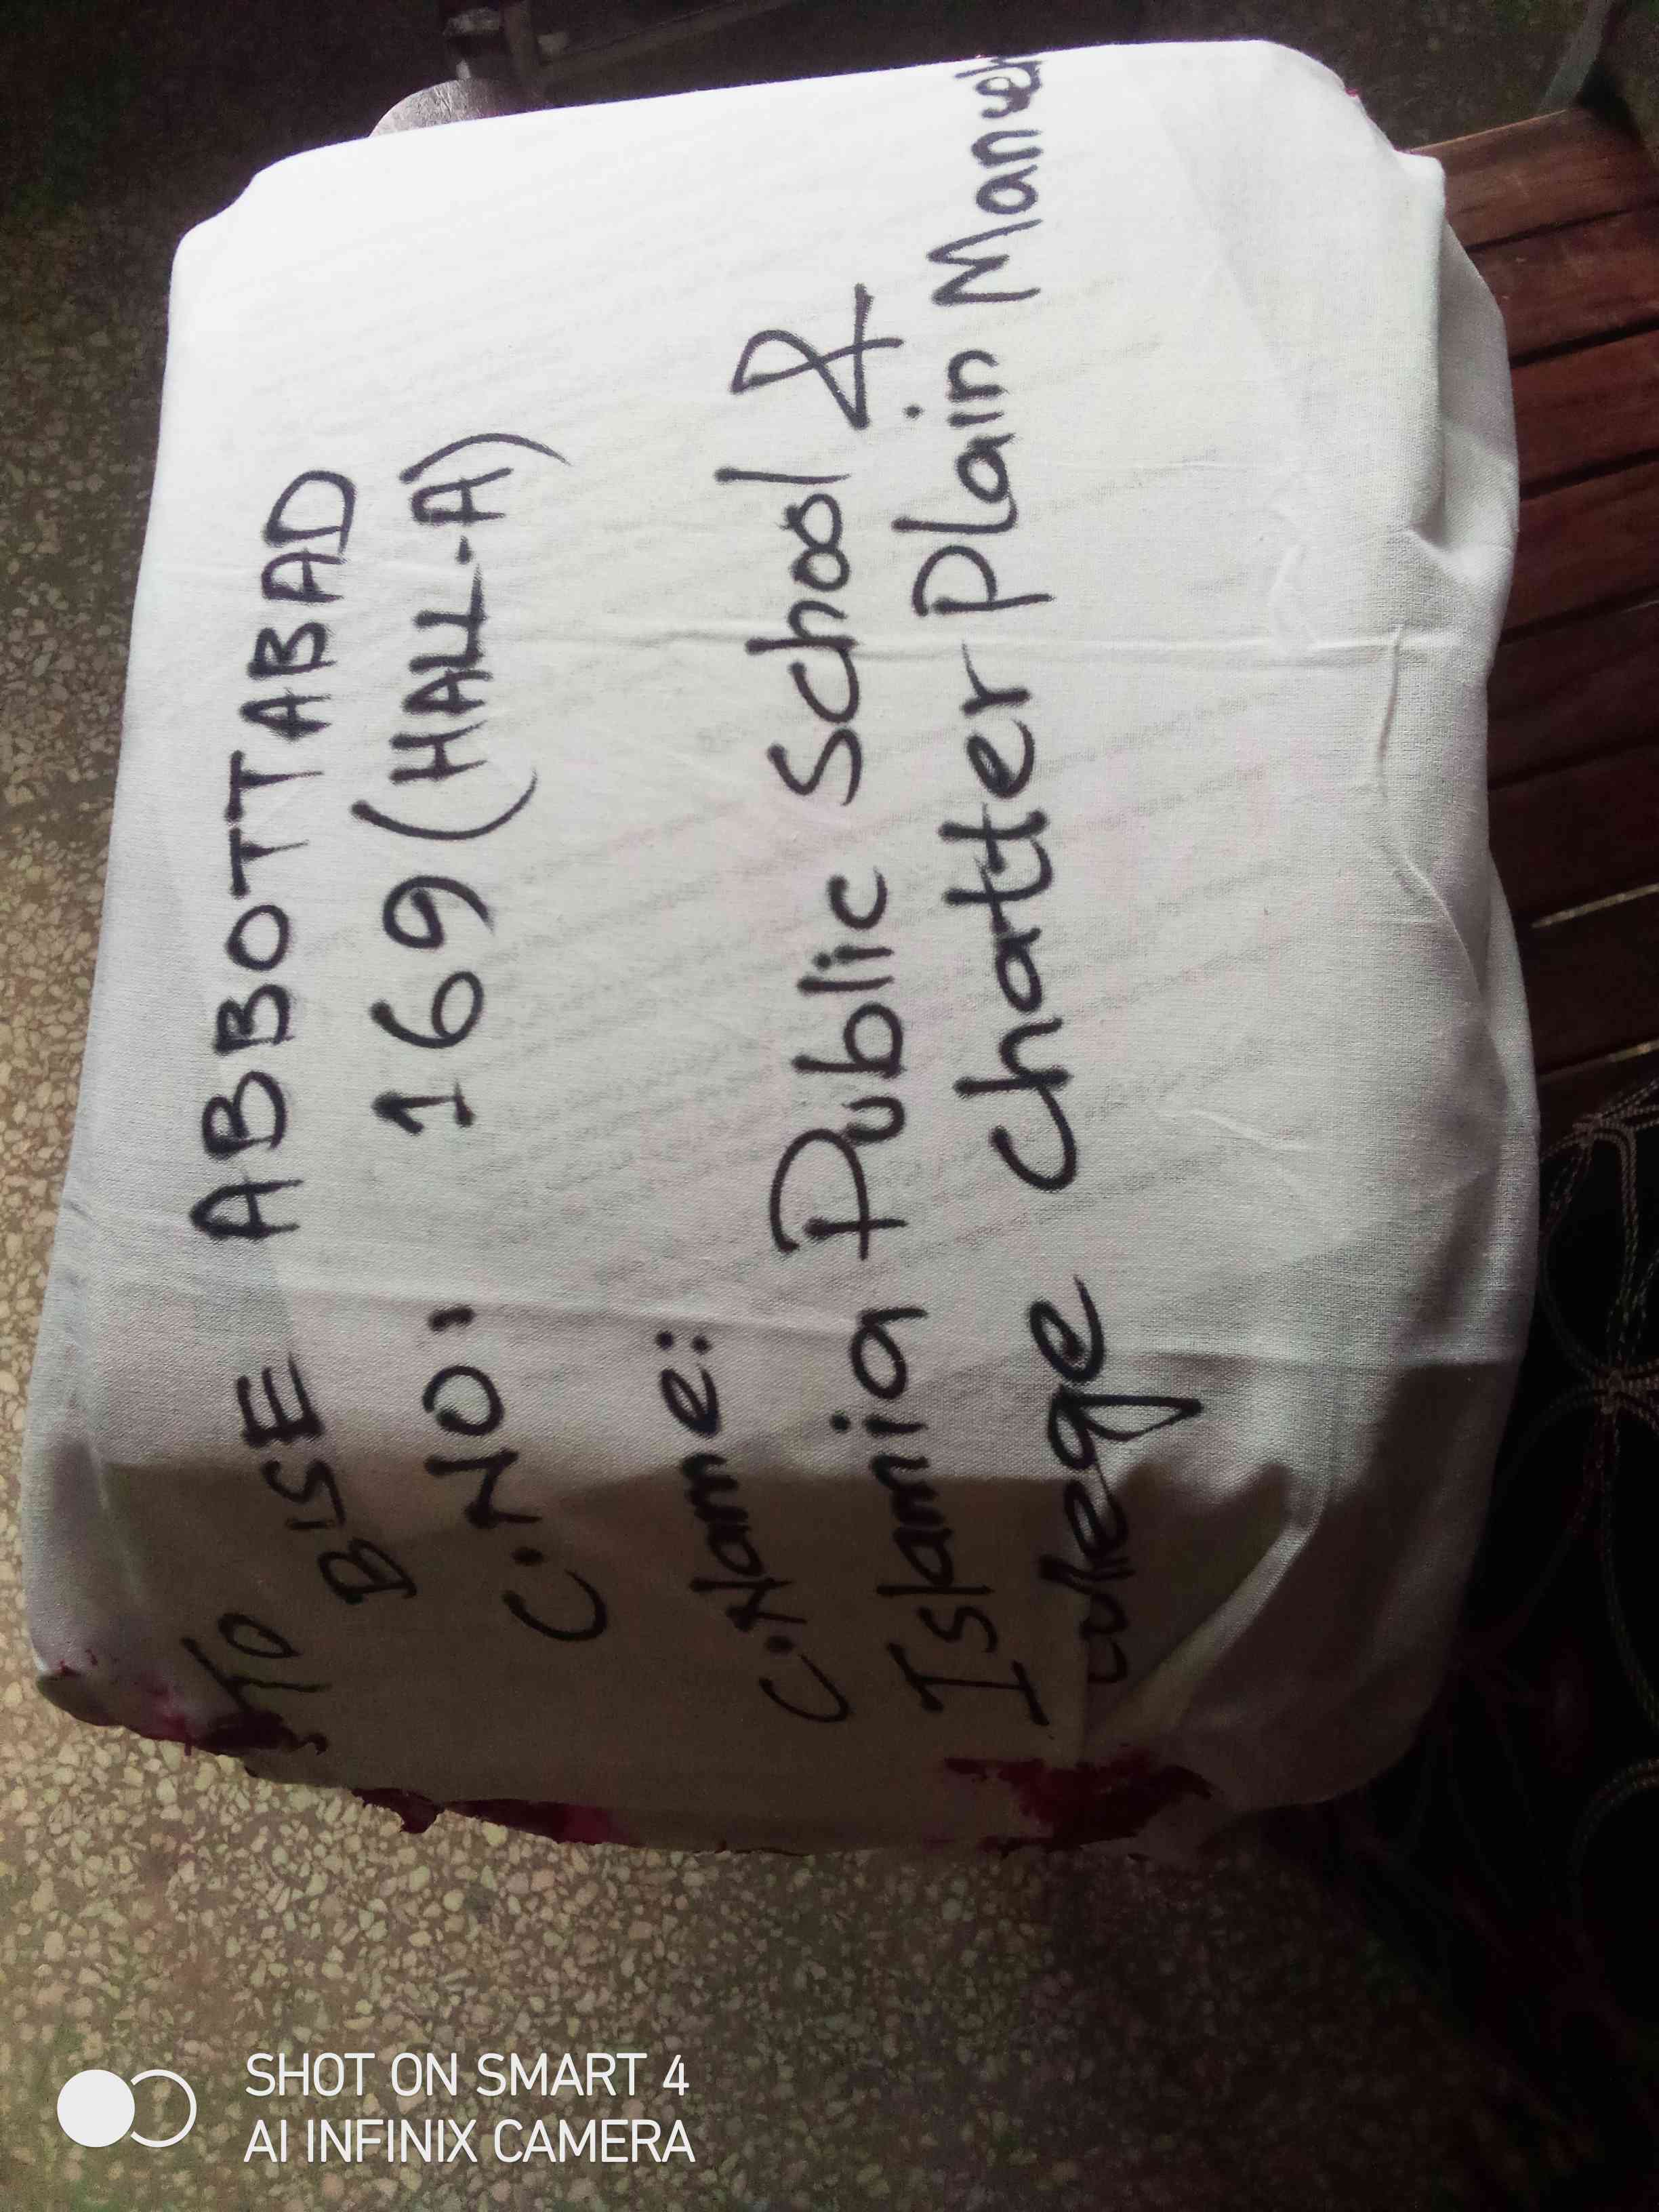 To
BISE ABBOTTABAD
C.NO: 169 (HALL-A)
C.Name:
Islamia Public School &
college Chatter Plain
SHOT ON SMART 4
AI INFINIX CAMERA